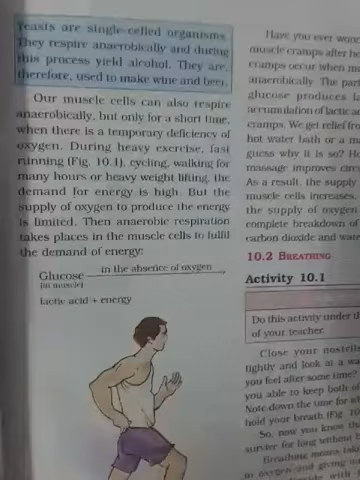 Yeasts are single-celled organisms.
They respire anaerobically and during
this process yield alcohol. They are,
therefore, used to make wine and beer.
Our muscle cells can also respire
anaerobically, but only for a short time,
when there is a temporary deficiency of
oxygen. During heavy exercise, fast
running (Fig. 10.1), cycling, walking for
many hours or heavy weight lifting, the
demand for energy is high. But the
supply of oxygen to produce the energy
is limited. Then anaerobic respiration
takes places in the muscle cells to fulfil
the demand of energy:
Glucose in the absence of oxygen
(in muscle)
lactic acid + energy
Have you ever
muscle cramps after
cramps occur when
anaerobically. The
glucose produces
accumulation of lactic
cramps. We get relief
hot water bath or a
guess why it is so?
massage improves
As a result, the supply
muscle cells increases.
the supply of oxygen
complete breakdown of
carbon dioxide and
10.2 BREATHING
Activity 10.1
Do this activity under
of your teacher.
Close your
tightly and look at a
you feel after some time?
you able to keep both
Note down the time
hold your breath (Fig.
So, now you know
survive for long without
Breathing means
in oxygen and giving